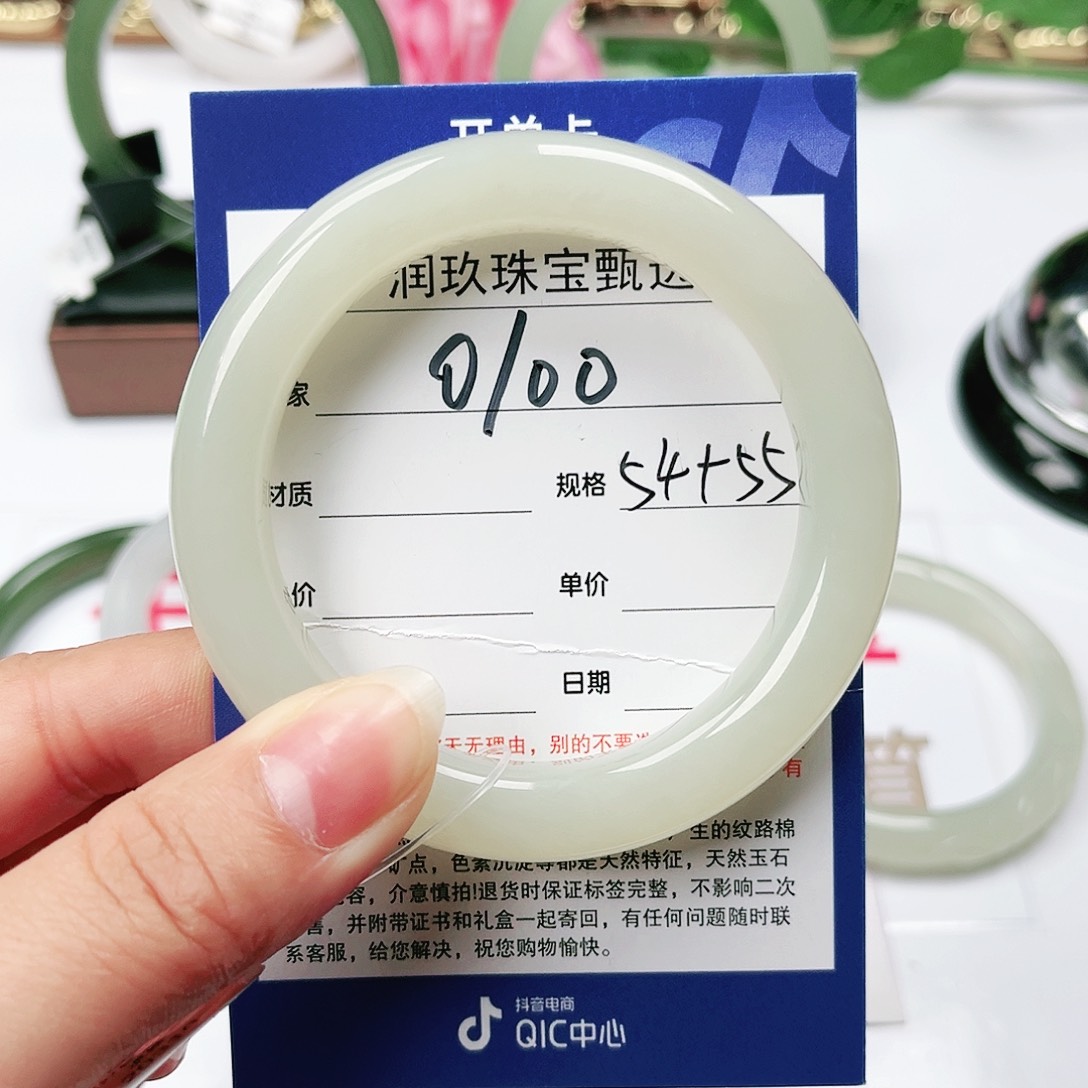 开单卡
润玖珠宝甄选
家 0/00
材质 规格 54+55
价 单价
日期
天无理由，别的不要
有
生的纹路棉
矿点，色素沉淀等都是天然特征，天然玉石
容，介意慎拍!退货时保证标签完整，不影响二次
售，并附带证书和礼盒一起寄回，有任何问题随时联
系客服，给您解决，祝您购物愉快。
抖音电商
QIC中心